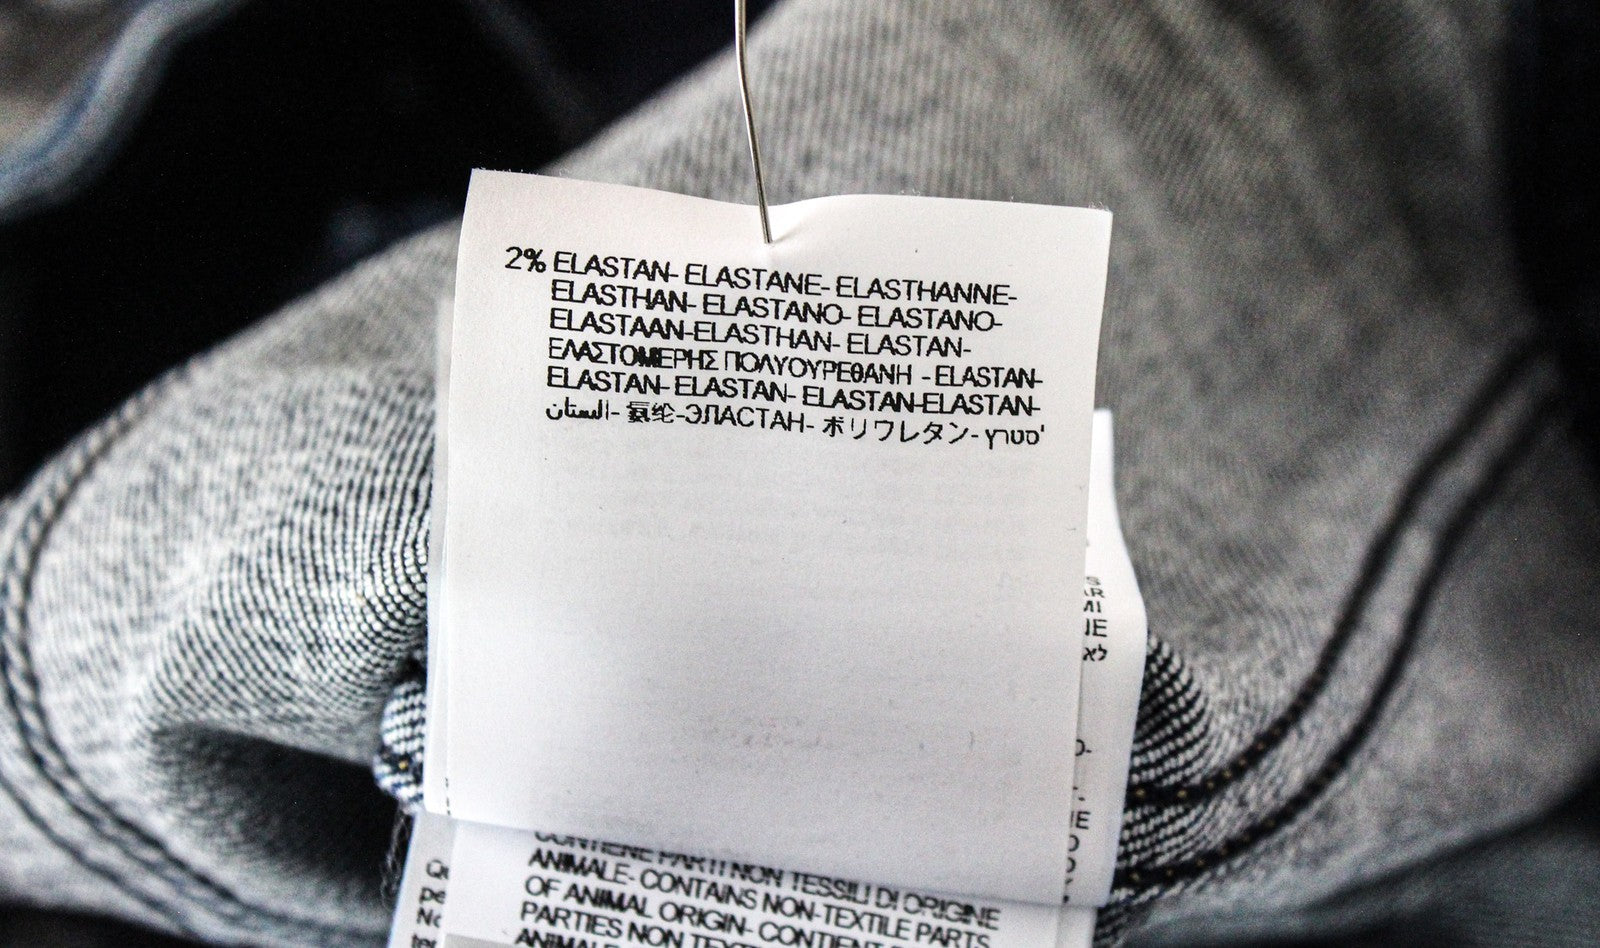 2% ELASTAN- ELASTANE- ELASTHANNE-
ELASTHAN- ELASTANO- ELASTANO-
ELASTAAN-ELASTHAN- ELASTAN-
ΕΛΑΣΤΟΜΕΡΗΣ ΠΟΛΥΟΥΡΕΘΑΝΗ - ELASTAN-
ELASTAN- ELASTAN- ELASTAN-ELASTAN-
الستان- 氨纶-ЭЛАСТАН- ポリウレタン- סטרץ'
CONTIENE PARTI NON TESSILI DI ORIGINE
ANIMALE- CONTAINS NON-TEXTILE PARTS
OF ANIMAL ORIGIN- CONTIENT
PARTIES NON